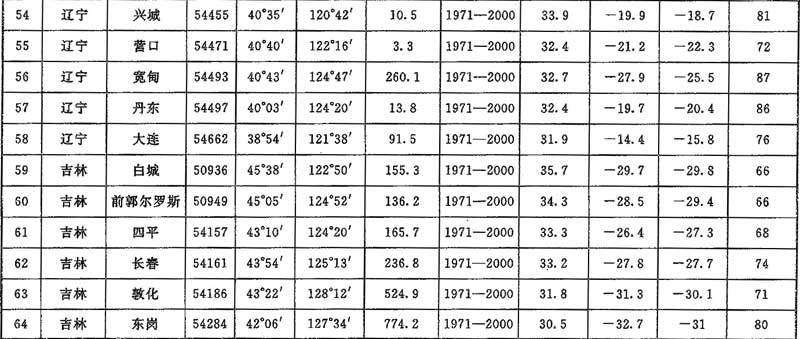 54 辽宁 兴城 54455 40°35′ 120°42′ 10.5 1971—2000 33.9 −19.9 −18.7 81
55 辽宁 营口 54471 40°40′ 122°16′ 3.3 1971—2000 32.4 −21.2 −22.3 72
56 辽宁 宽甸 54493 40°43′ 124°47′ 260.1 1971—2000 32.7 −27.9 −25.5 87
57 辽宁 丹东 54497 40°03′ 124°20′ 13.8 1971—2000 32.4 −19.7 −20.4 86
58 辽宁 大连 54662 38°54′ 121°38′ 91.5 1971—2000 31.9 −14.4 −15.8 76
59 吉林 白城 50936 45°38′ 122°50′ 155.3 1971—2000 35.7 −29.7 −29.8 66
60 吉林 前郭尔罗斯 50949 45°05′ 124°52′ 136.2 1971—2000 34.3 −28.5 −29.4 66
61 吉林 四平 54157 43°10′ 124°20′ 165.7 1971—2000 33.3 −26.4 −27.3 68
62 吉林 长春 54161 43°54′ 125°13′ 236.8 1971—2000 33.2 −27.8 −27.7 74
63 吉林 敦化 54186 43°22′ 128°12′ 524.9 1971—2000 31.8 −31.3 −30.1 71
64 吉林 东岗 54284 42°06′ 127°34′ 774.2 1971—2000 30.5 −32.7 −31 80